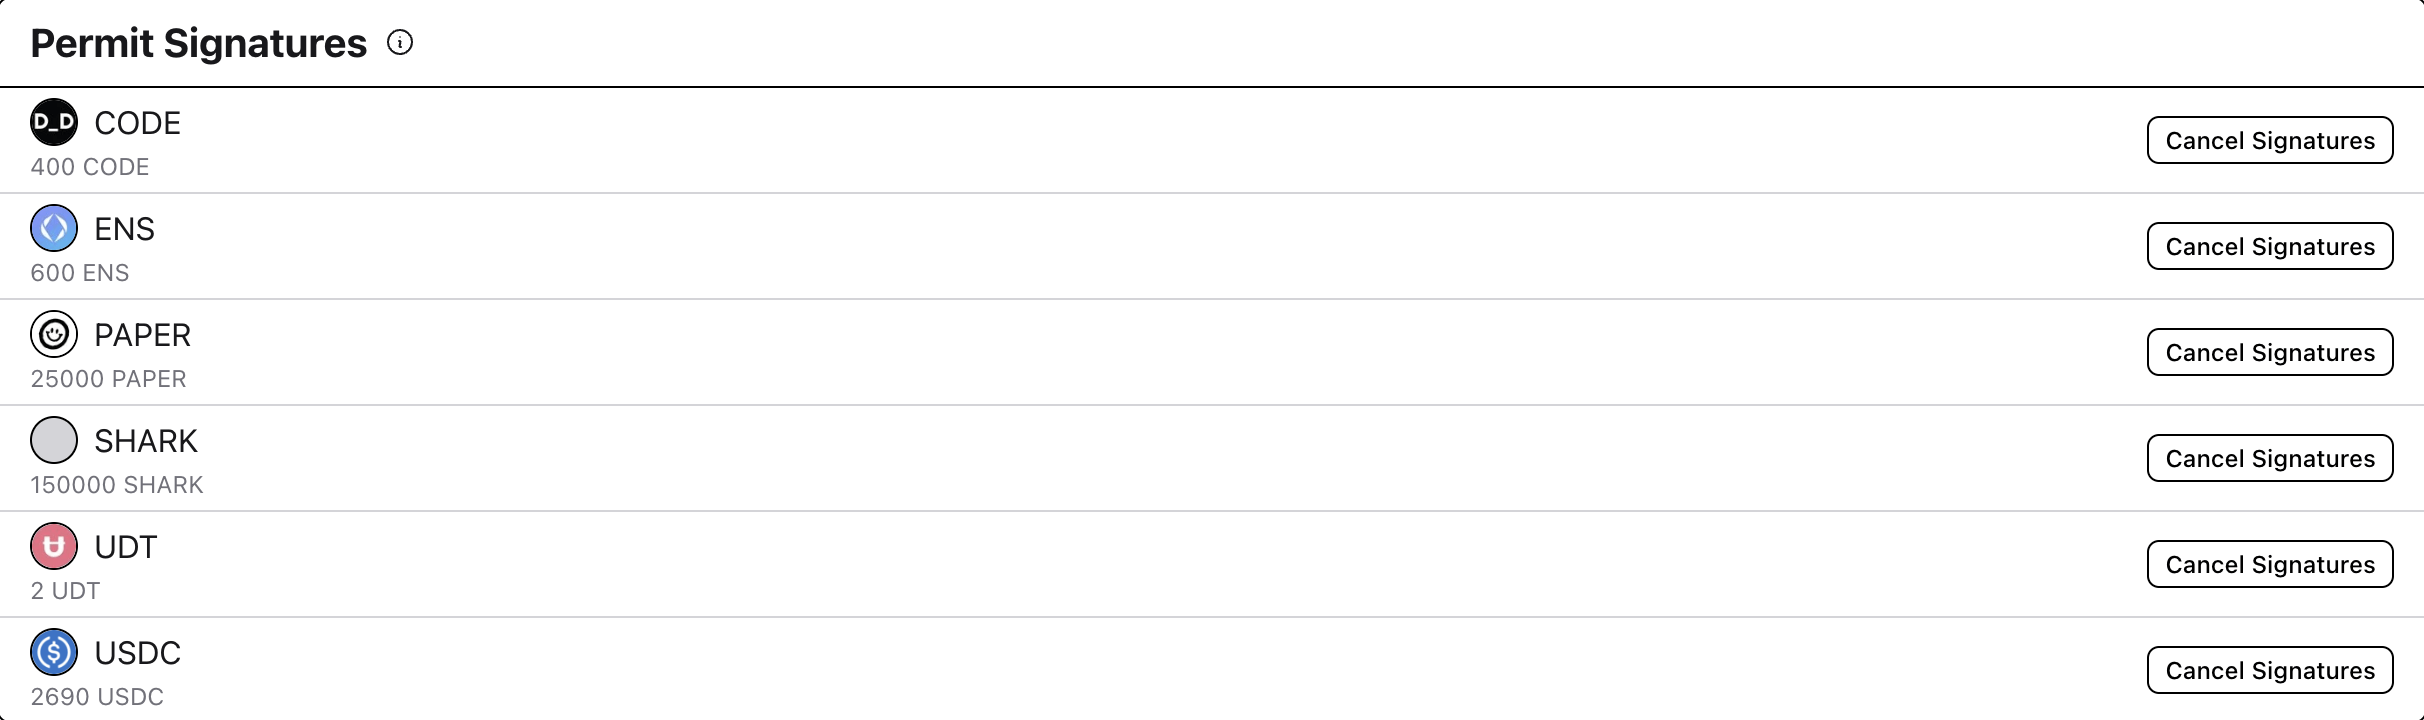 Permit Signatures
D_D CODE
400 CODE
Cancel Signatures
ENS
600 ENS
Cancel Signatures
PAPER
25000 PAPER
Cancel Signatures
SHARK
150000 SHARK
Cancel Signatures
UDT
2 UDT
Cancel Signatures
USDC
2690 USDC
Cancel Signatures